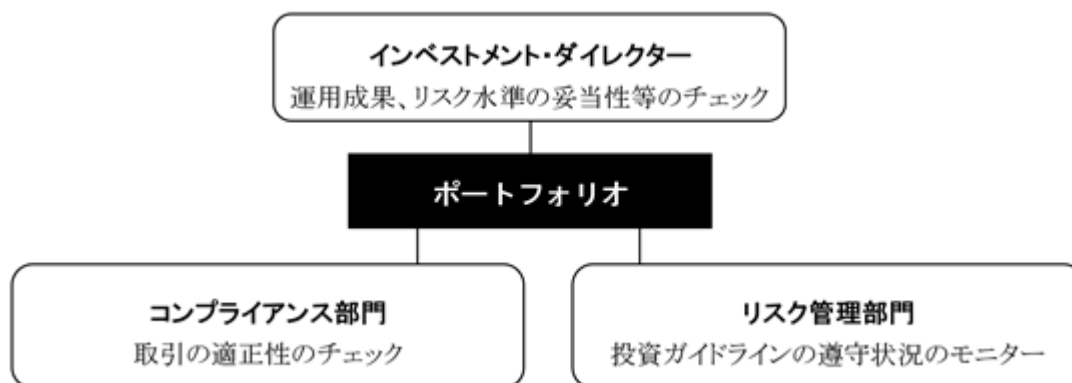 インベストメント・ダイレクター
運用成果、リスク水準の妥当性等のチェック
ポートフォリオ
コンプライアンス部門
取引の適正性のチェック
リスク管理部門
投資ガイドラインの遵守状況のモニター